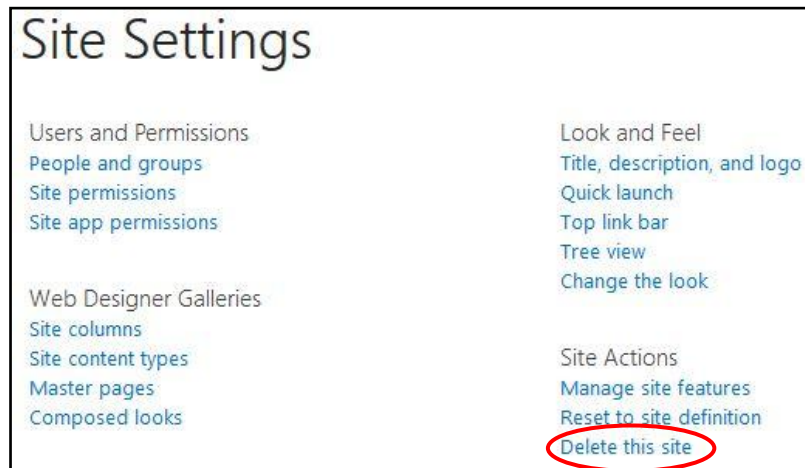 Site Settings
Users and Permissions
People and groups
Site permissions
Site app permissions
Web Designer Galleries
Site columns
Site content types
Master pages
Composed looks
Look and Feel
Title, description, and logo
Quick launch
Top link bar
Tree view
Change the look
Site Actions
Manage site features
Reset to site definition
Delete this site